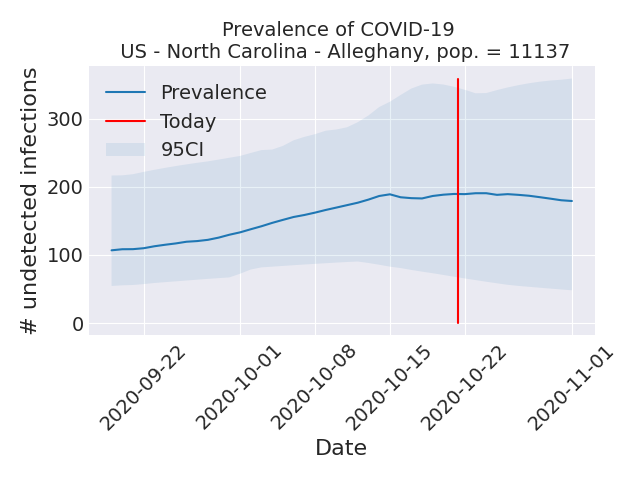 Prevalence of COVID-19
US - North Carolina - Alleghany, pop. = 11137
# undetected infections
300
200
100
0
Prevalence
Today
95CI
2020-09-22
2020-10-01
2020-10-08
2020-10-15
2020-10-22
2020-11-01
Date